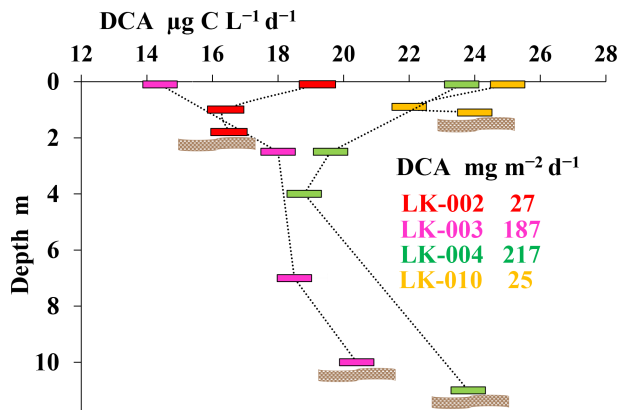 DCA µg C L⁻¹ d⁻¹
12 14 16 18 20 22 24 26 28
0
2
4
6
8
10
Depth m
DCA mg m⁻² d⁻¹
LK-002 27
LK-003 187
LK-004 217
LK-010 25